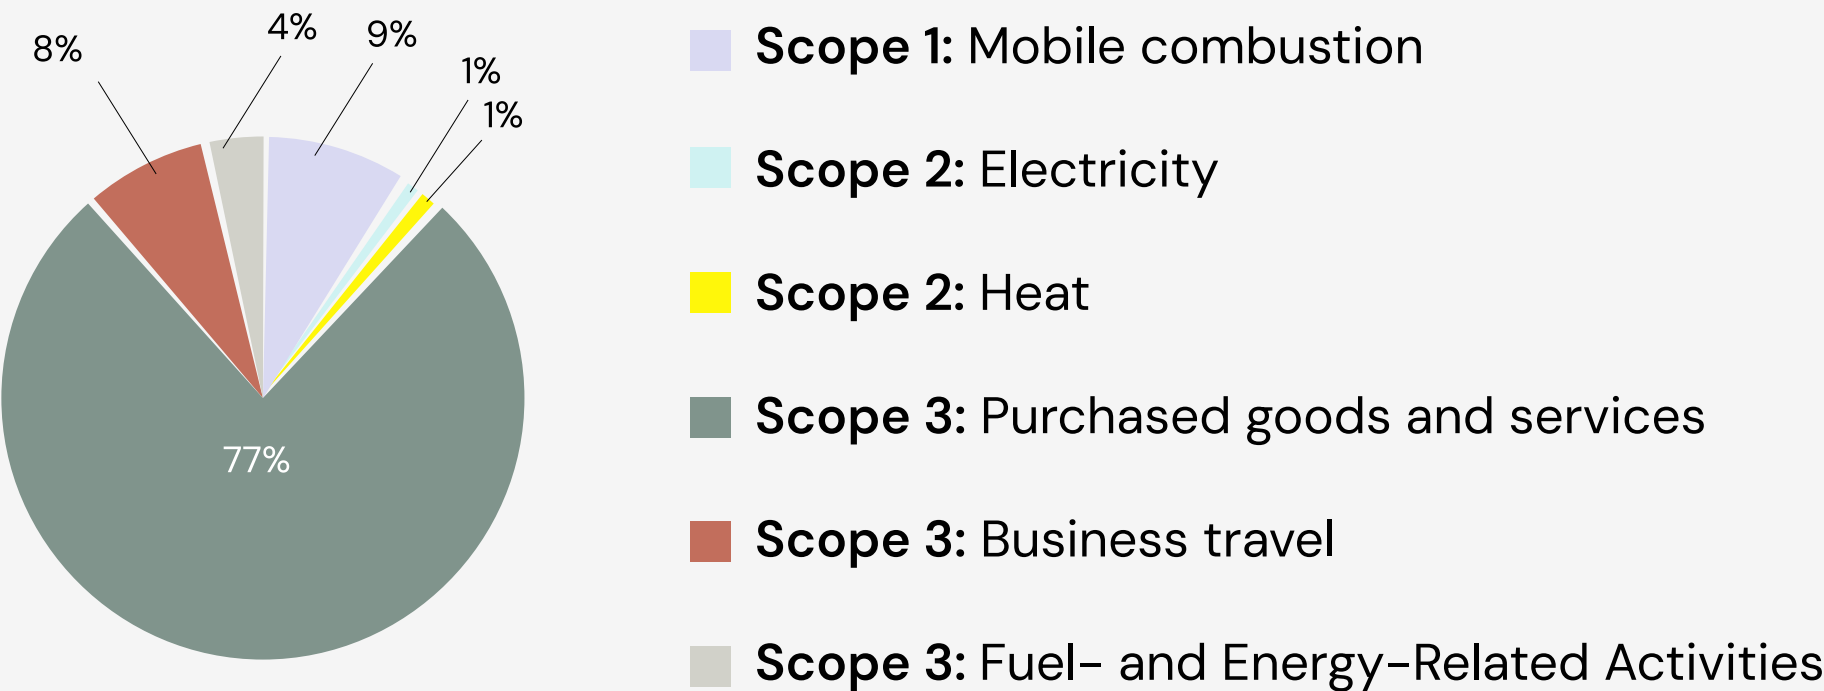 8%
4%
9%
1%
1%
77%
Scope 1: Mobile combustion
Scope 2: Electricity
Scope 2: Heat
Scope 3: Purchased goods and services
Scope 3: Business travel
Scope 3: Fuel- and Energy-Related Activities